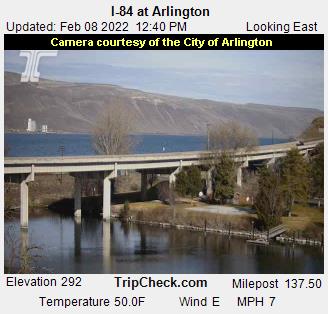 I-84 at Arlington
Updated: Feb 08 2022 12:40 PM Looking East
Camera courtesy of the City of Arlington
Elevation 292 TripCheck.com Milepost 137.50
Temperature 50.0F Wind E MPH 7